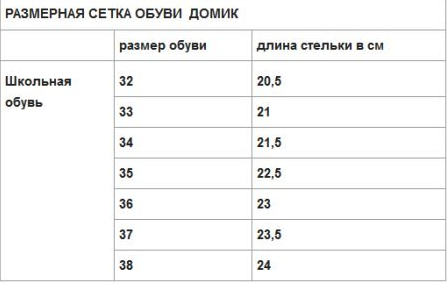 РАЗМЕРНАЯ СЕТКА ОБУВИ ДОМИК
размер обуви длина стельки в см
Школьная обувь 32 20,5
33 21
34 21,5
35 22,5
36 23
37 23,5
38 24